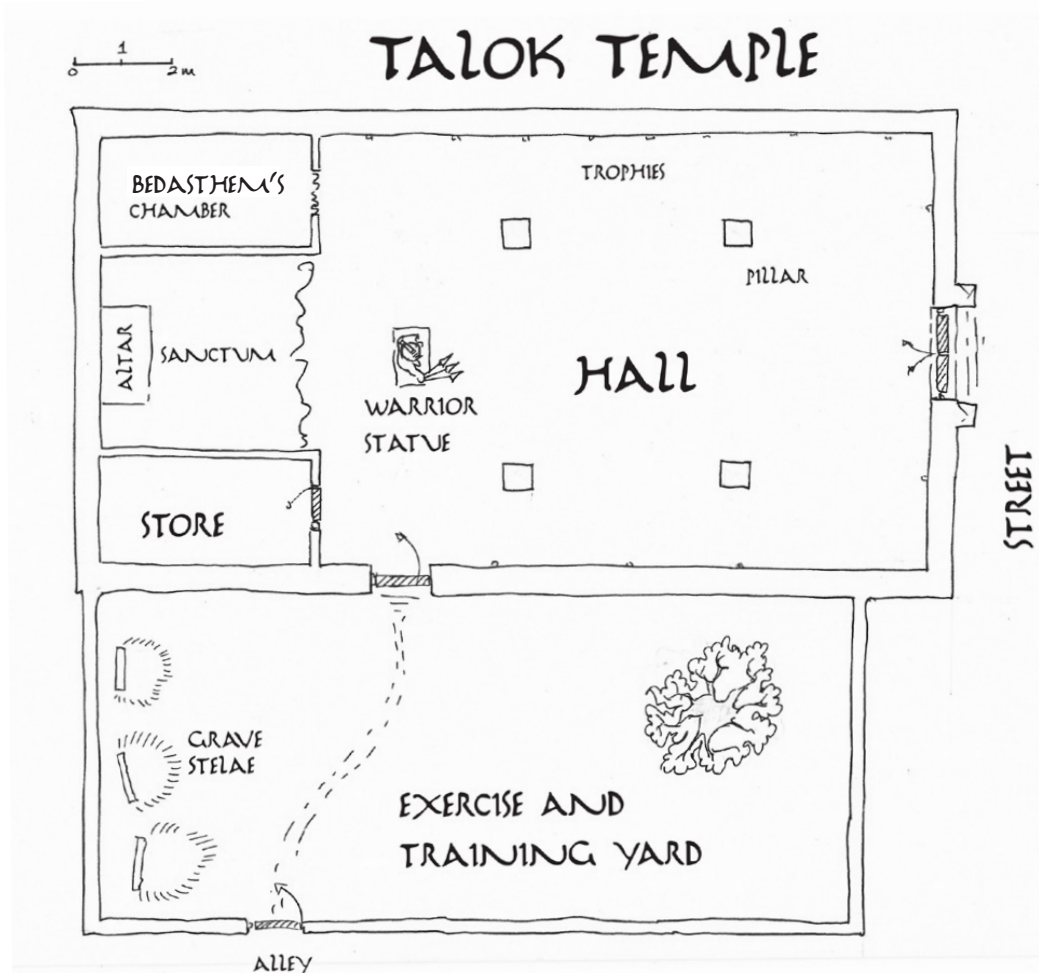 TALOK TEMPLE
1
0 2 m
BEDASTHEM'S
CHAMBER
TROPHIES
PILLAR
ALTAR
SANCTUM
HALL
WARRIOR
STATUE
STREET
STORE
GRAVE
STELAE
EXERCISE AND
TRAINING YARD
ALLEY